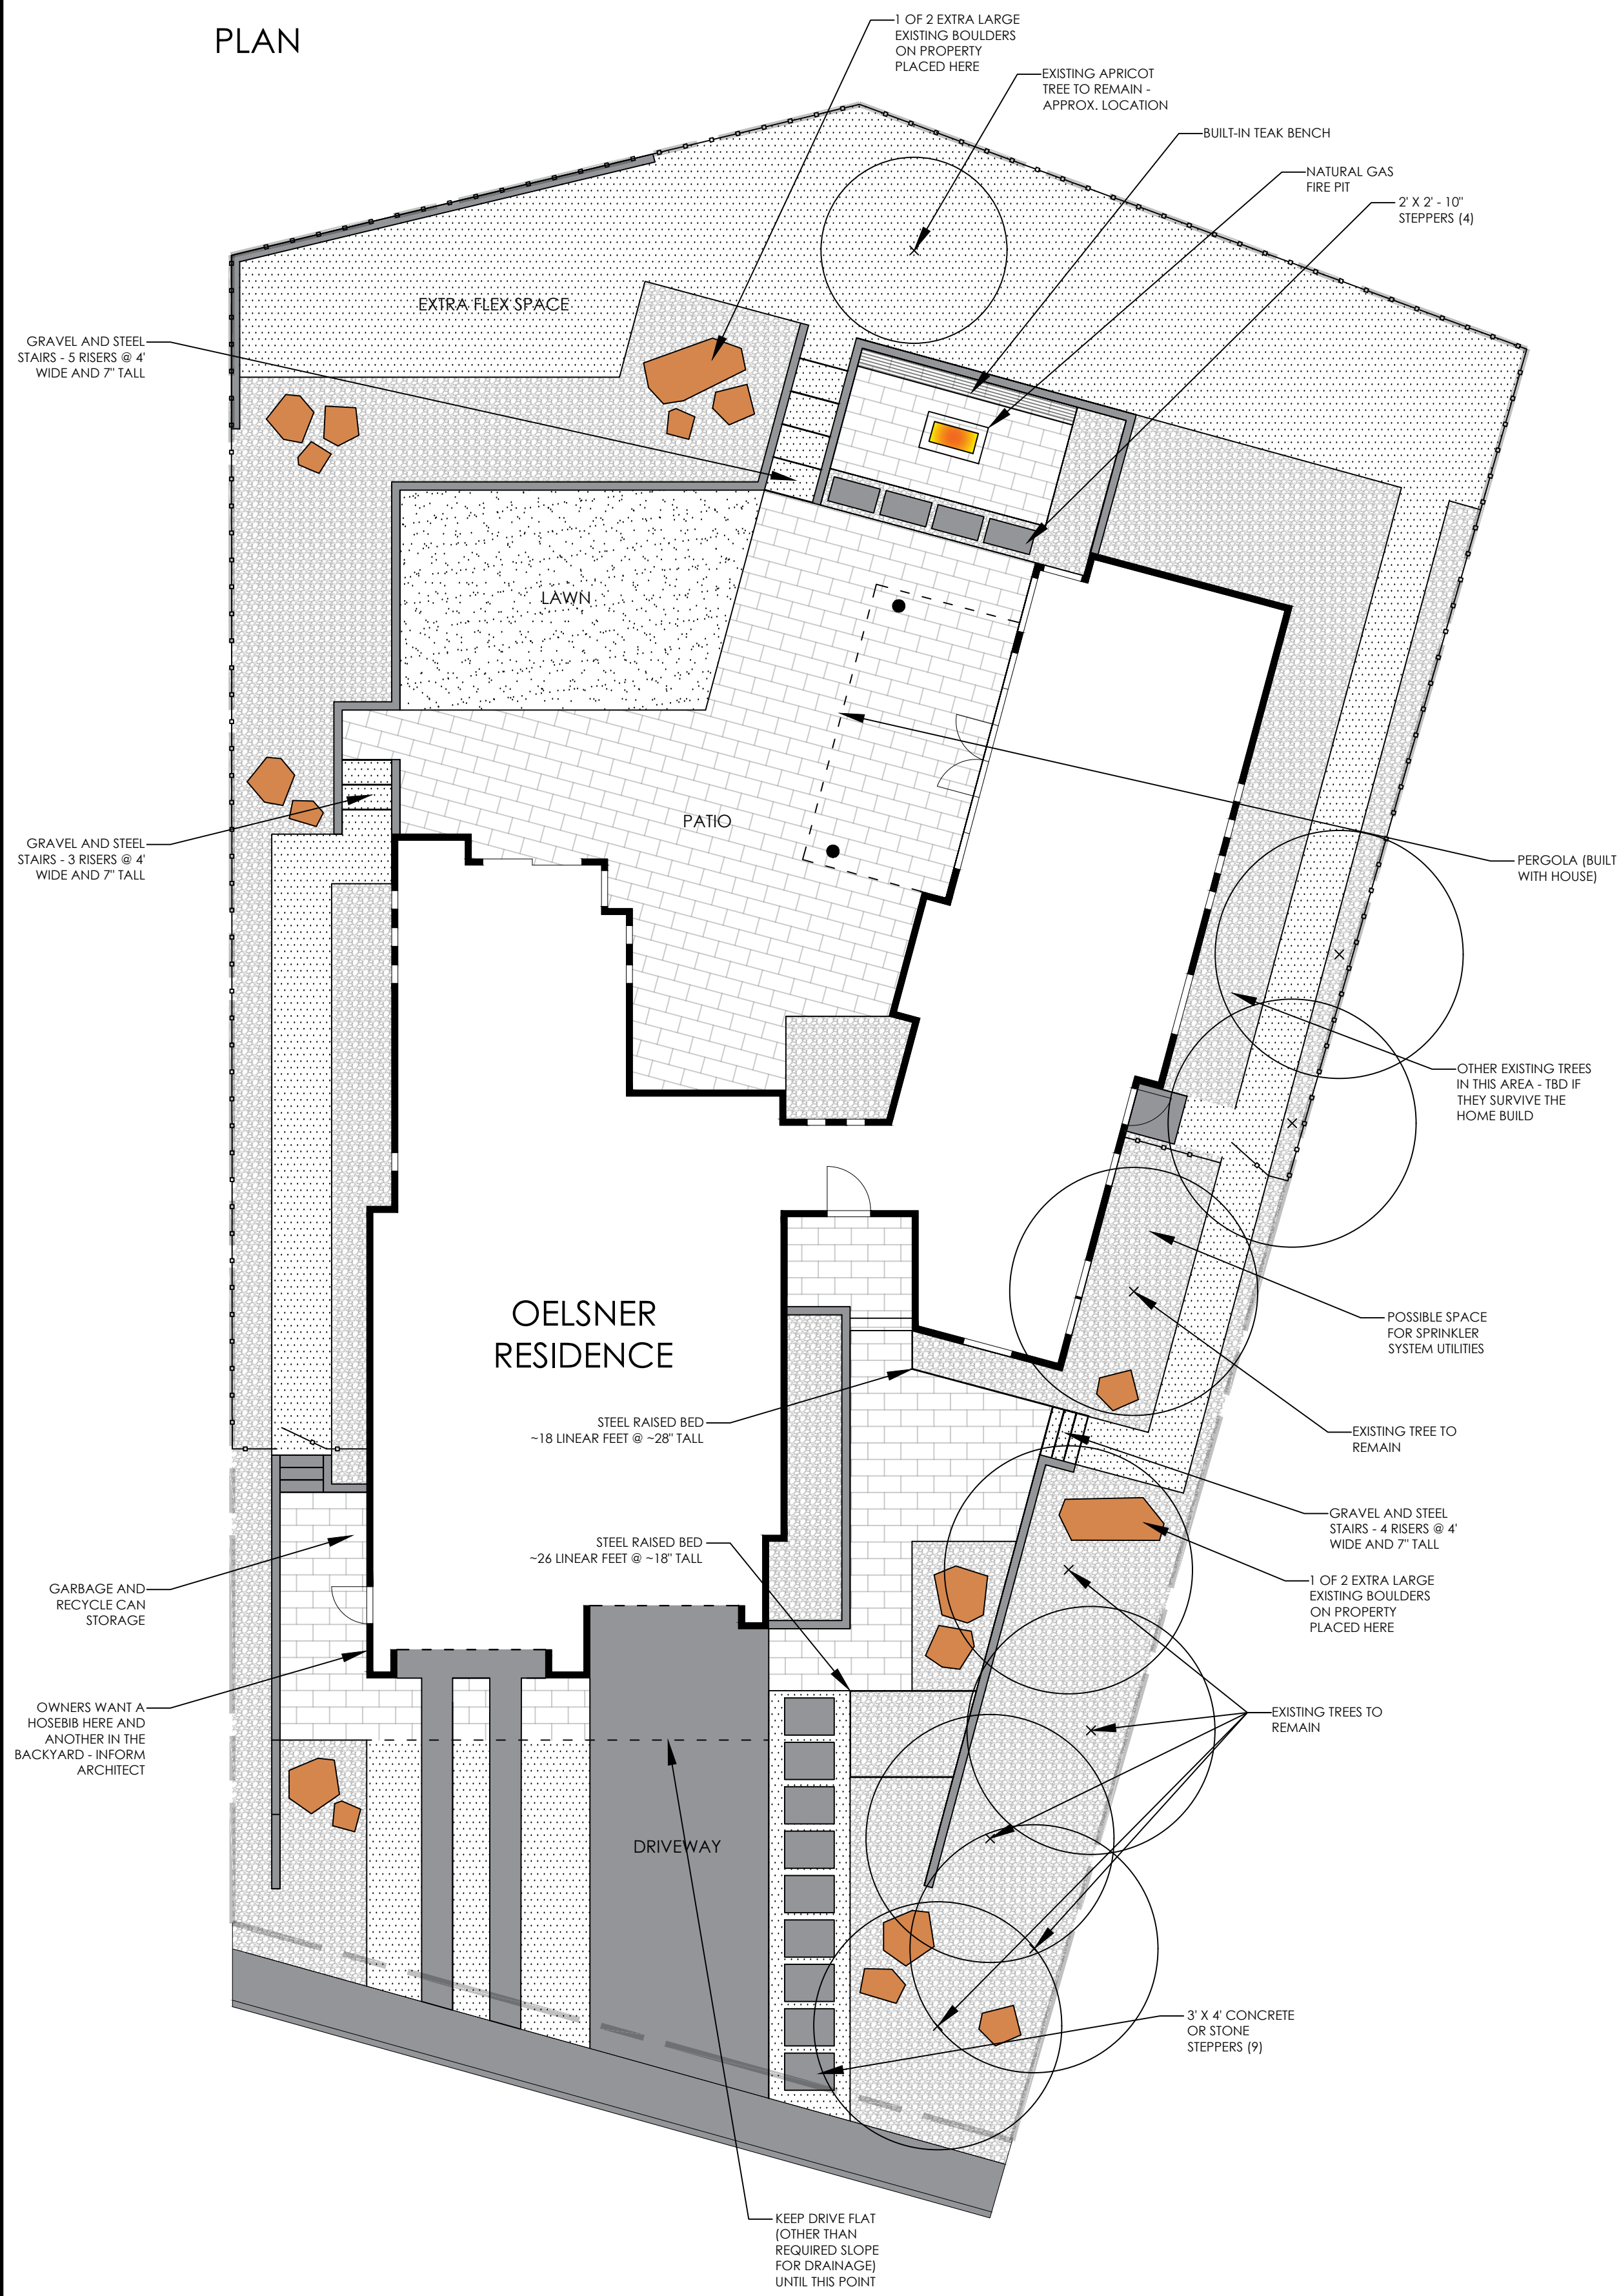 PLAN
1 OF 2 EXTRA LARGE
EXISTING BOULDERS
ON PROPERTY
PLACED HERE
EXISTING APRICOT
TREE TO REMAIN -
APPROX. LOCATION
BUILT-IN TEAK BENCH
NATURAL GAS
FIRE PIT
2' X 2' - 10"
STEPPERS (4)
EXTRA FLEX SPACE
GRAVEL AND STEEL
STAIRS - 5 RISERS @ 4'
WIDE AND 7" TALL
LAWN
PATIO
GRAVEL AND STEEL
STAIRS - 3 RISERS @ 4'
WIDE AND 7" TALL
PERGOLA (BUILT
WITH HOUSE)
OTHER EXISTING TREES
IN THIS AREA - TBD IF
THEY SURVIVE THE
HOME BUILD
OELSNER
RESIDENCE
POSSIBLE SPACE
FOR SPRINKLER
SYSTEM UTILITIES
STEEL RAISED BED
~18 LINEAR FEET @ ~28" TALL
EXISTING TREE TO
REMAIN
STEEL RAISED BED
~26 LINEAR FEET @ ~18" TALL
GRAVEL AND STEEL
STAIRS - 4 RISERS @ 4'
WIDE AND 7" TALL
GARBAGE AND
RECYCLE CAN
STORAGE
1 OF 2 EXTRA LARGE
EXISTING BOULDERS
ON PROPERTY
PLACED HERE
OWNERS WANT A
HOSEBIB HERE AND
ANOTHER IN THE
BACKYARD - INFORM
ARCHITECT
EXISTING TREES TO
REMAIN
DRIVEWAY
3' X 4' CONCRETE
OR STONE
STEPPERS (9)
KEEP DRIVE FLAT
(OTHER THAN
REQUIRED SLOPE
FOR DRAINAGE)
UNTIL THIS POINT